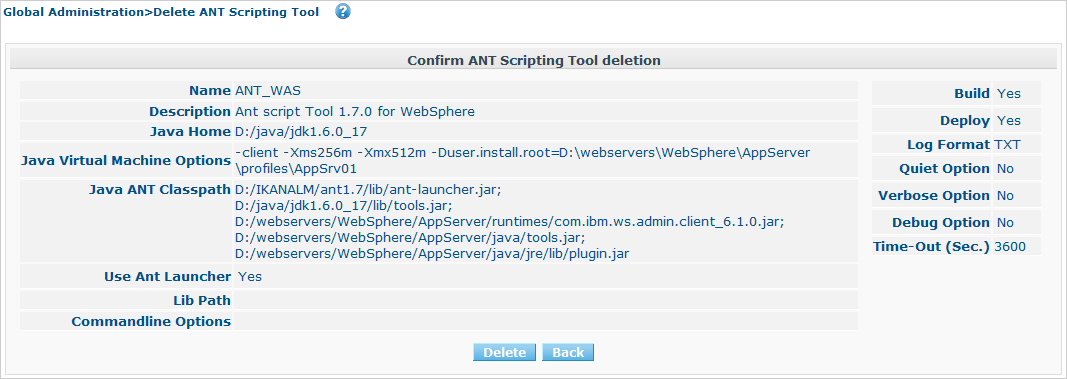 Global Administration>Delete ANT Scripting Tool ?
Confirm ANT Scripting Tool deletion
Name ANT_WAS
Description Ant script Tool 1.7.0 for WebSphere
Java Home D:/java/jdk1.6.0_17
Java Virtual Machine Options -client -Xms256m -Xmx512m -Duser.install.root=D:\webservers\WebSphere\AppServer
\profiles\AppSrv01
Java ANT Classpath D:/IKANALM/ant1.7/lib/ant-launcher.jar;
D:/java/jdk1.6.0_17/lib/tools.jar;
D:/webservers/WebSphere/AppServer/runtimes/com.ibm.ws.admin.client_6.1.0.jar;
D:/webservers/WebSphere/AppServer/java/tools.jar;
D:/webservers/WebSphere/AppServer/java/jre/lib/plugin.jar
Use Ant Launcher Yes
Lib Path
Commandline Options
Build Yes
Deploy Yes
Log Format TXT
Quiet Option No
Verbose Option No
Debug Option No
Time-Out (Sec.) 3600
Delete Back